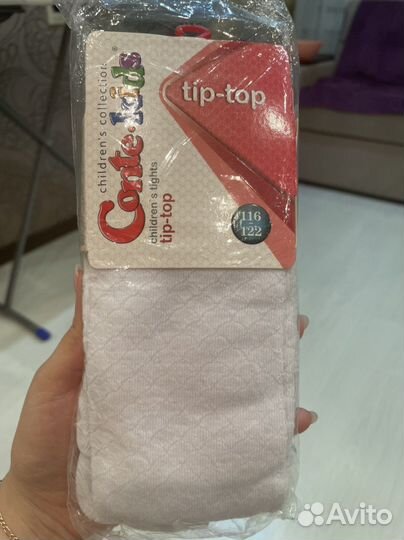 children's collection
Conte·kids®
children's tights
tip-top
tip-top
116
122
Avito